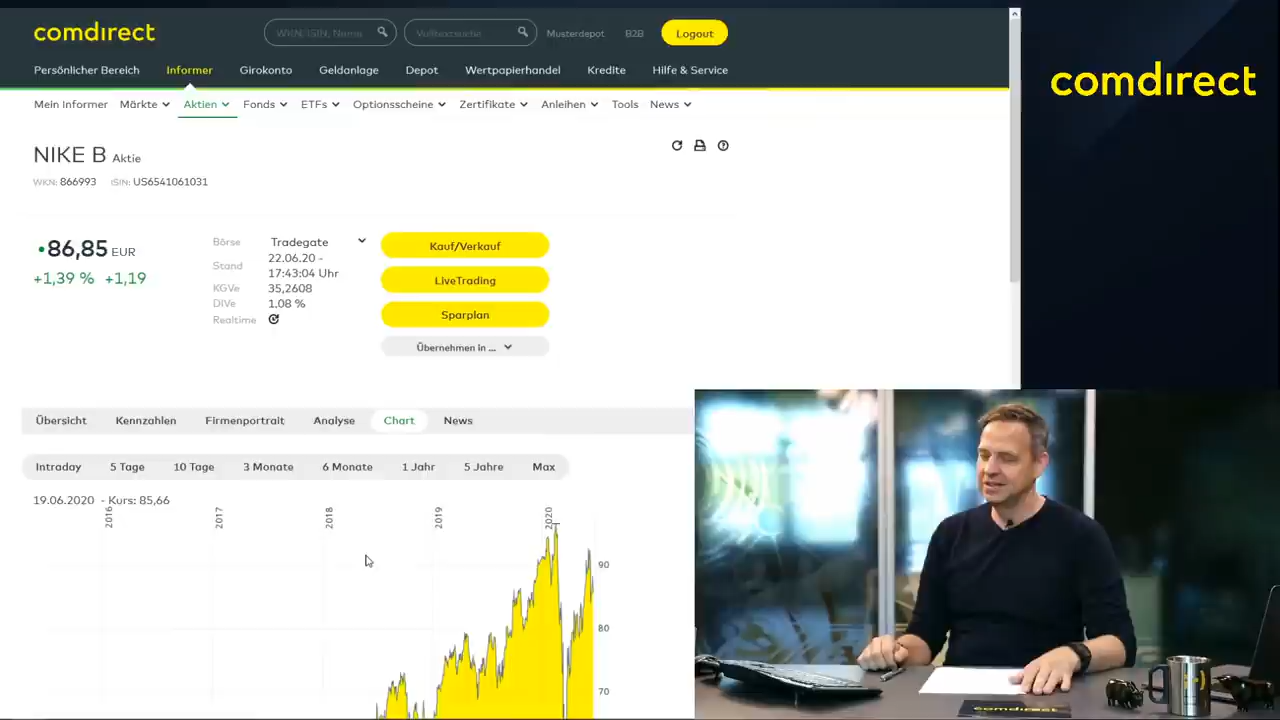 comdirect
WKN, ISIN, Name
Volltextsuche
Musterdepot
B2B
Logout
comdirect
Persönlicher Bereich
Informer
Girokonto
Geldanlage
Depot
Wertpapierhandel
Kredite
Hilfe & Service
Mein Informer
Märkte
Aktien
Fonds
ETFs
Optionsscheine
Zertifikate
Anleihen
Tools
News
NIKE B Aktie
WKN: 866993 ISIN: US6541061031
86,85 EUR
+1,39 % +1,19
Börse Tradegate
Stand 22.06.20 -
17:43:04 Uhr
KGVe 35,2608
DIVe 1,08 %
Realtime
Kauf/Verkauf
LiveTrading
Sparplan
Übernehmen in ...
Übersicht
Kennzahlen
Firmenportrait
Analyse
Chart
News
Intraday
5 Tage
10 Tage
3 Monate
6 Monate
1 Jahr
5 Jahre
Max
19.06.2020 - Kurs: 85,66
2016
2017
2018
2019
2020
90
80
70
comdirect